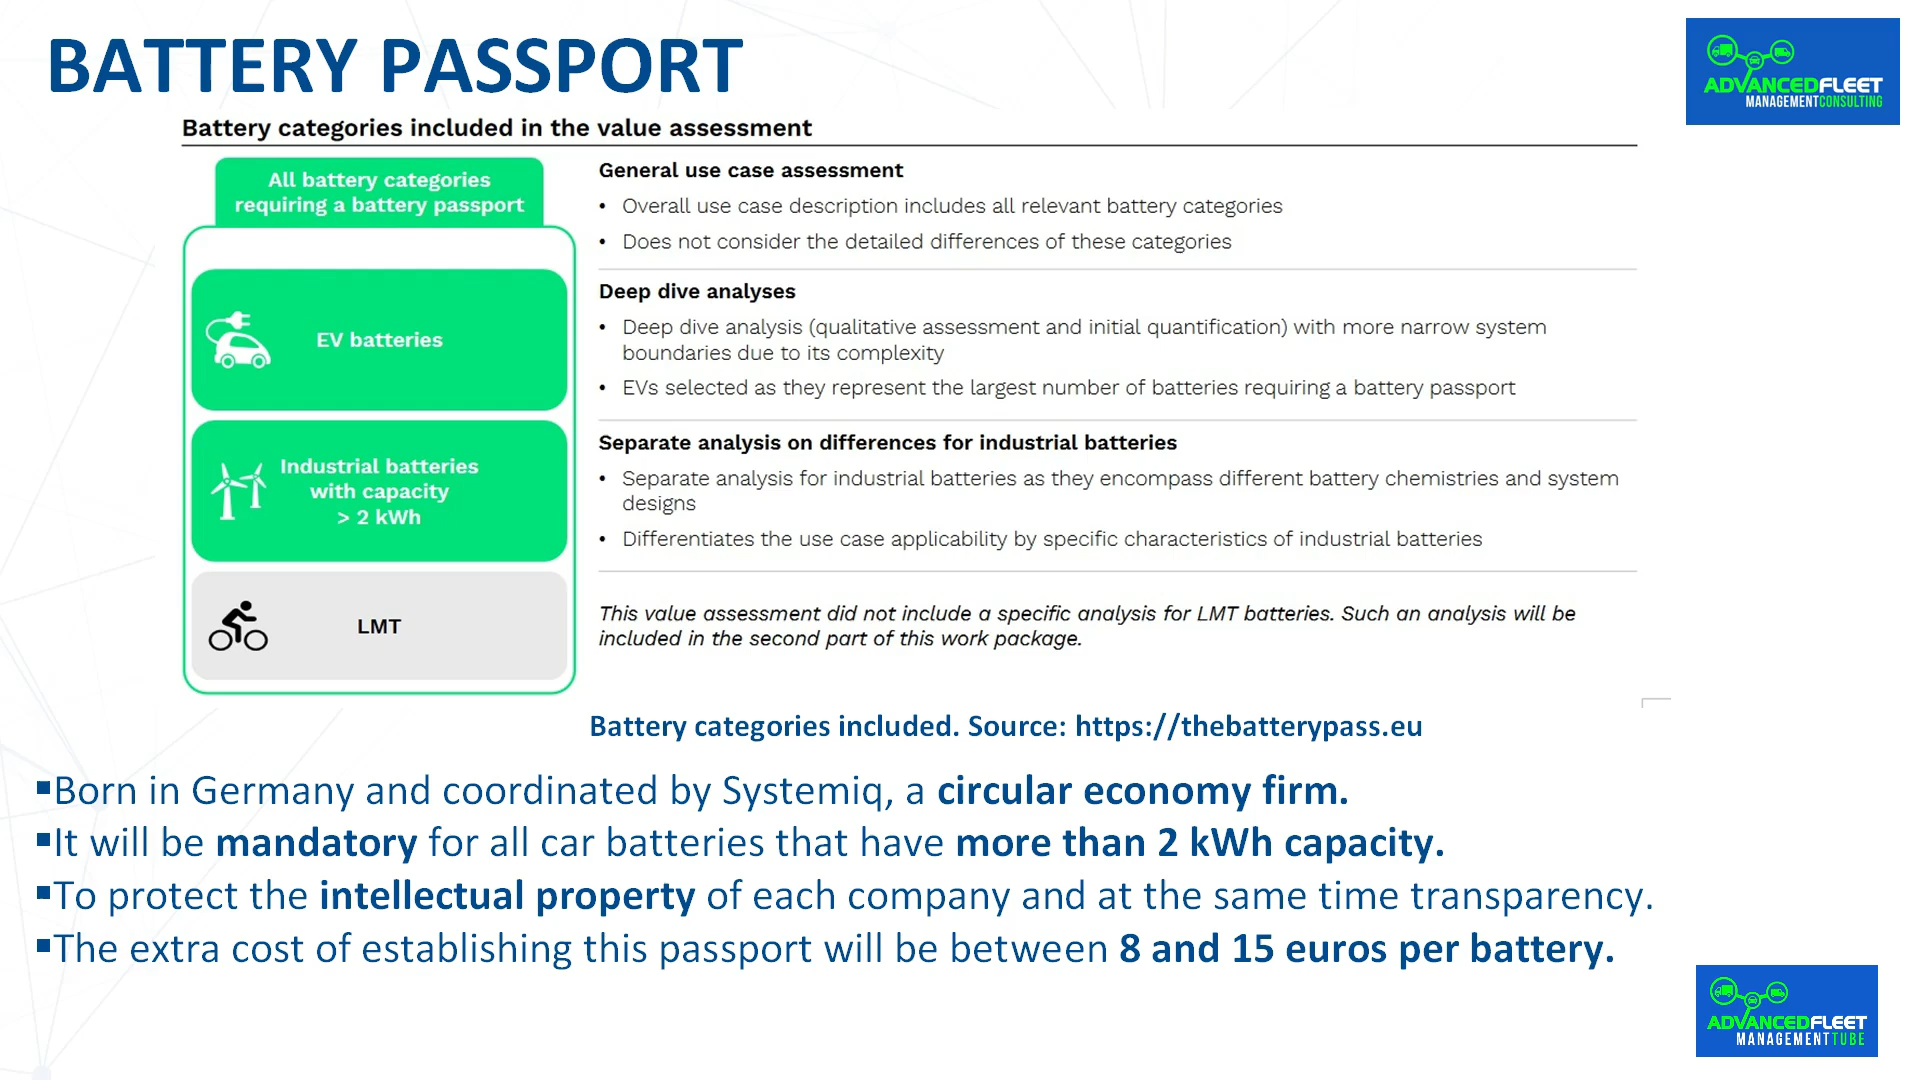 BATTERY PASSPORT
ADVANCEDFLEET
MANAGEMENTCONSULTING
Battery categories included in the value assessment
All battery categories
requiring a battery passport
General use case assessment
• Overall use case description includes all relevant battery categories
• Does not consider the detailed differences of these categories
EV batteries
Deep dive analyses
• Deep dive analysis (qualitative assessment and initial quantification) with more narrow system
boundaries due to its complexity
• EVs selected as they represent the largest number of batteries requiring a battery passport
Industrial batteries
with capacity
> 2 kWh
Separate analysis on differences for industrial batteries
• Separate analysis for industrial batteries as they encompass different battery chemistries and system
designs
• Differentiates the use case applicability by specific characteristics of industrial batteries
LMT
This value assessment did not include a specific analysis for LMT batteries. Such an analysis will be
included in the second part of this work package.
Battery categories included. Source: https://thebatterypass.eu
▪Born in Germany and coordinated by Systemiq, a circular economy firm.
▪It will be mandatory for all car batteries that have more than 2 kWh capacity.
▪To protect the intellectual property of each company and at the same time transparency.
▪The extra cost of establishing this passport will be between 8 and 15 euros per battery.
ADVANCEDFLEET
MANAGEMENTTUBE